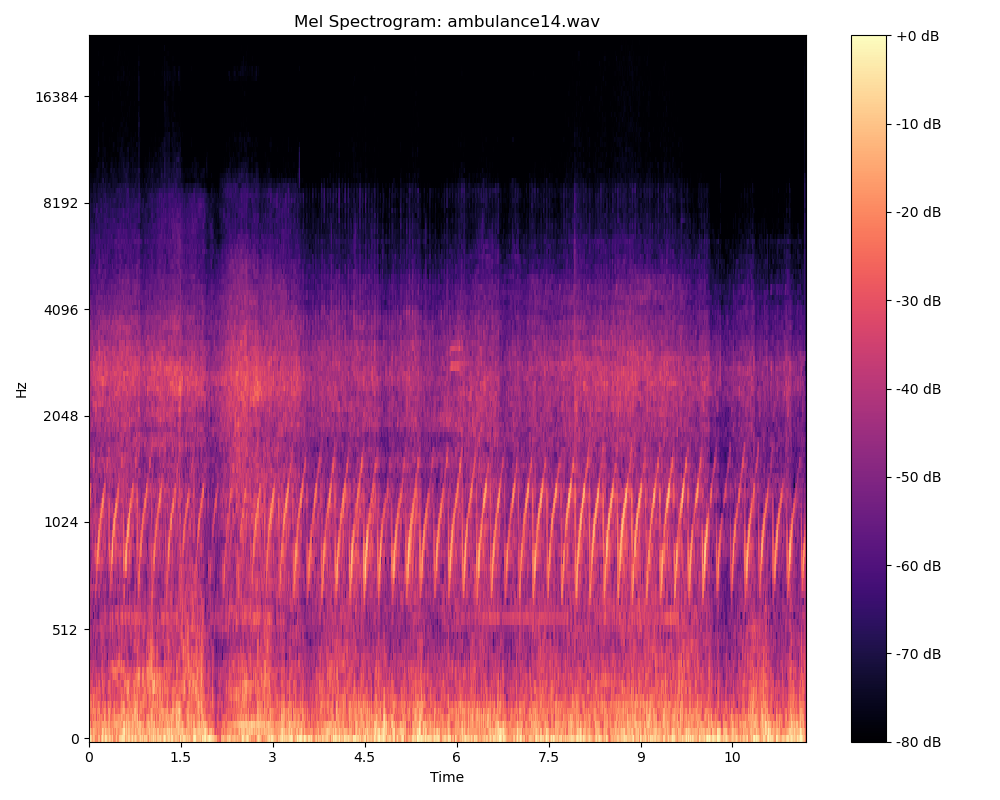 Mel Spectrogram: ambulance14.wav
+0 dB
16384
-10 dB
8192
-20 dB
4096
-30 dB
Hz
-40 dB
2048
-50 dB
1024
-60 dB
512
-70 dB
0
-80 dB
0 1.5 3 4.5 6 7.5 9 10
Time